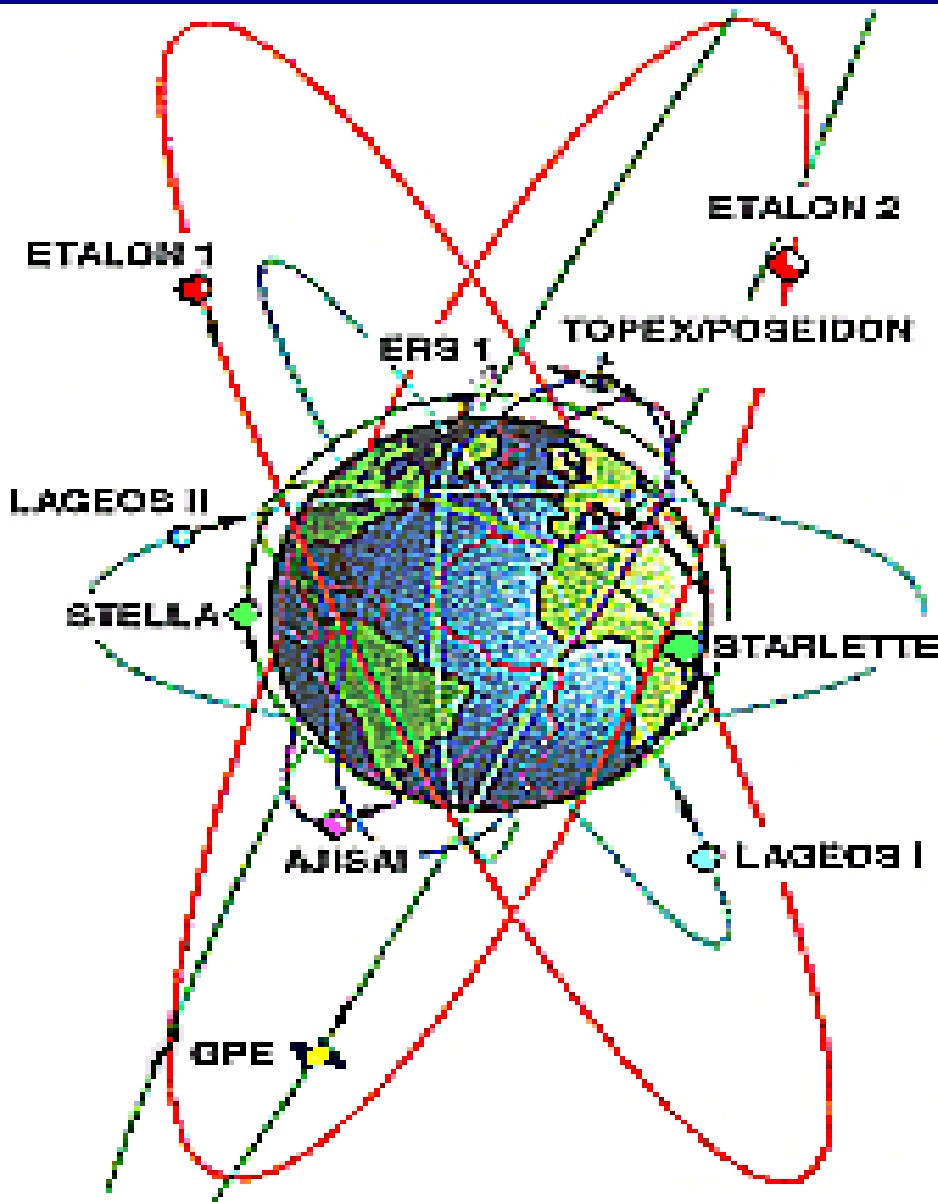 ETALON 2
ETALON 1
TOPEX/POSEIDON
ERS 1
LAGEOS II
STELLA
STARLETTE
AJISAI
LAGEOS I
GPE